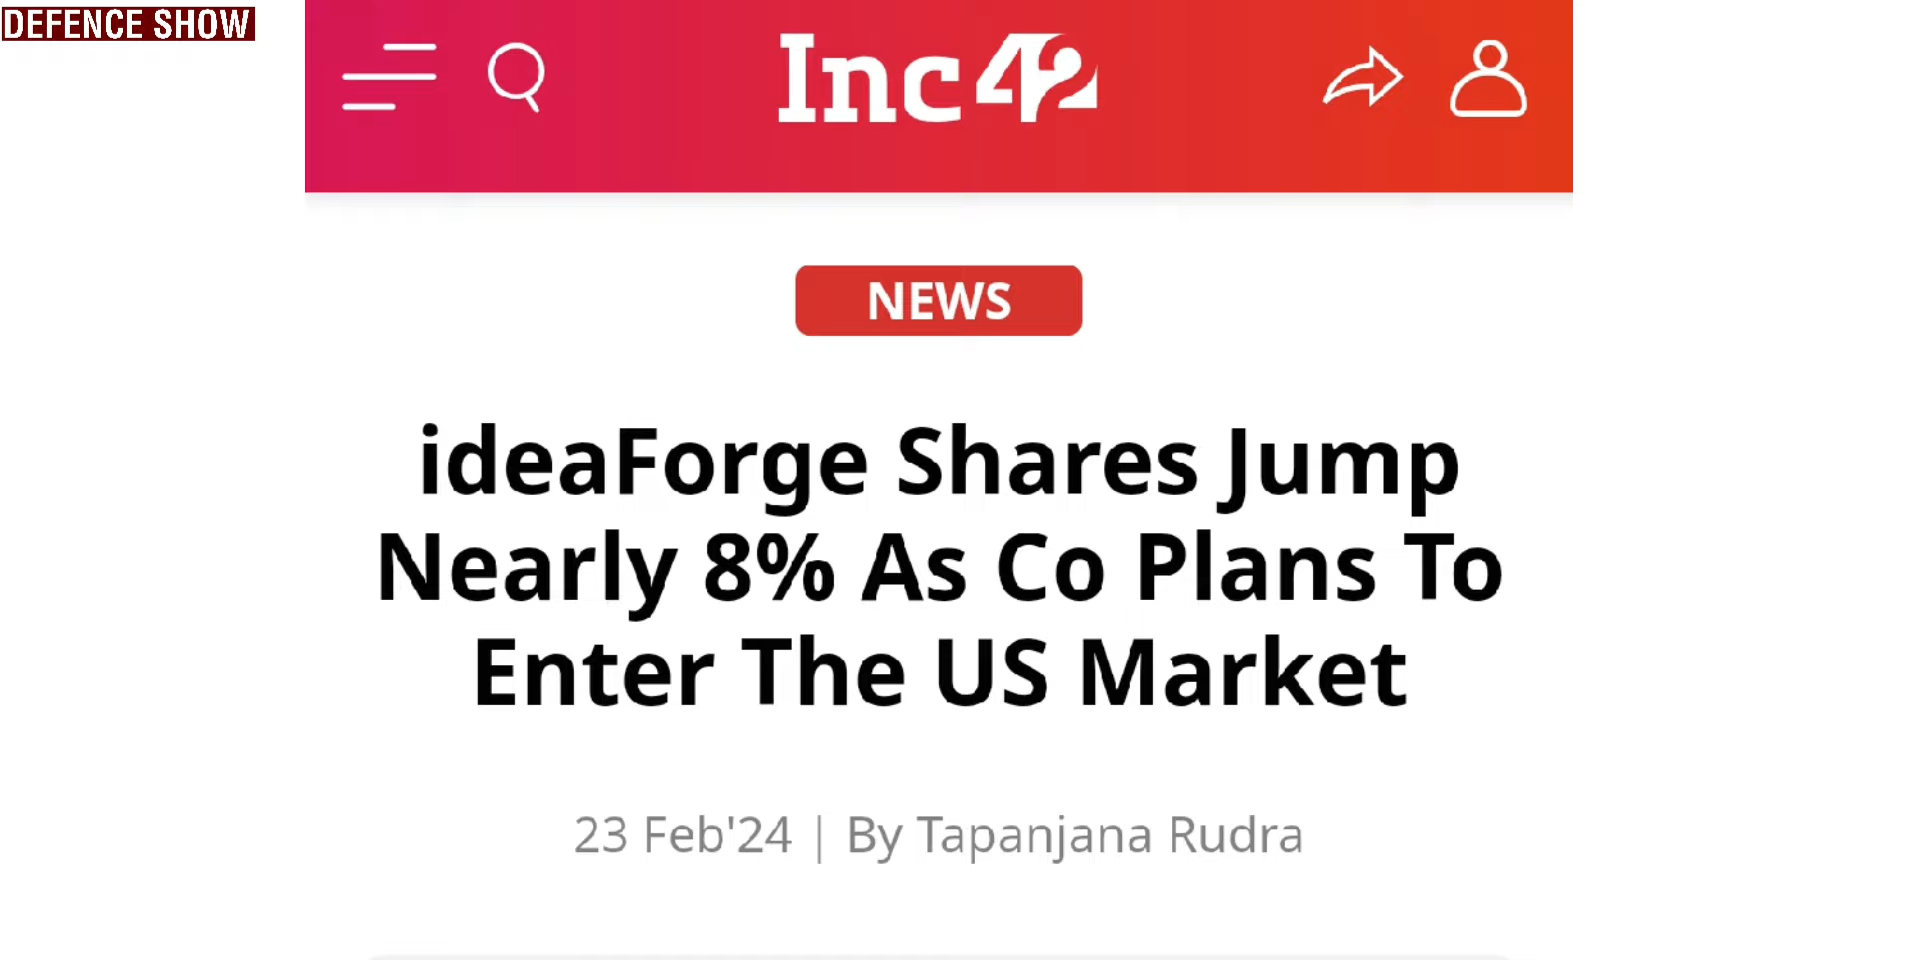 DEFENCE SHOW
Inc42
NEWS
ideaForge Shares Jump
Nearly 8% As Co Plans To
Enter The US Market
23 Feb'24 | By Tapanjana Rudra